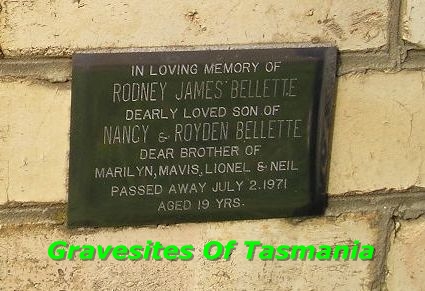 IN LOVING MEMORY OF
RODNEY JAMES BELLETTE
DEARLY LOVED SON OF
NANCY & ROYDEN BELLETTE
DEAR BROTHER OF
MARILYN, MAVIS, LIONEL & NEIL
PASSED AWAY JULY 2. 1971
AGED 19 YRS.
Gravesites Of Tasmania